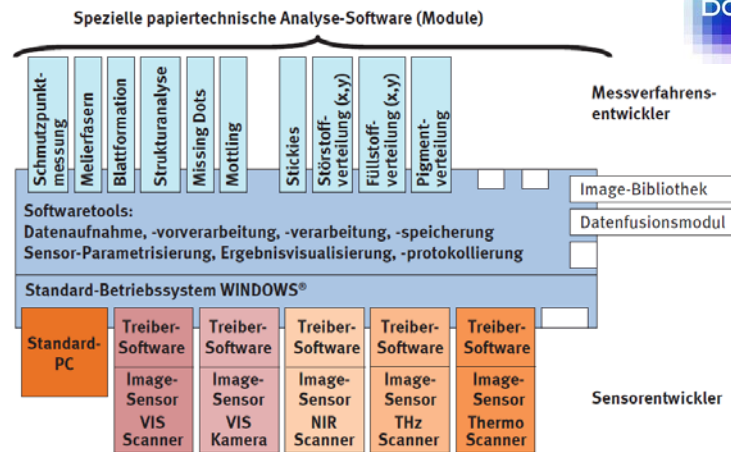 Spezielle papiertechnische Analyse-Software (Module)
Schmutzpunkt-
messung
Melierfasern
Blattformation
Strukturanalyse
Missing Dots
Mottling
Stickies
Störstoff-
verteilung (x,y)
Füllstoff-
verteilung (x,y)
Pigment-
verteilung
Messverfahrens-
entwickler
Image-Bibliothek
Datenfusionsmodul
Softwaretools:
Datenaufnahme, -vorverarbeitung, -verarbeitung, -speicherung
Sensor-Parametrisierung, Ergebnisvisualisierung, -protokollierung
Standard-Betriebssystem WINDOWS®
Standard-
PC
Treiber-
Software
Image-
Sensor
VIS
Scanner
Treiber-
Software
Image-
Sensor
VIS
Kamera
Treiber-
Software
Image-
Sensor
NIR
Scanner
Treiber-
Software
Image-
Sensor
THz
Scanner
Treiber-
Software
Image-
Sensor
Thermo
Scanner
Sensorentwickler